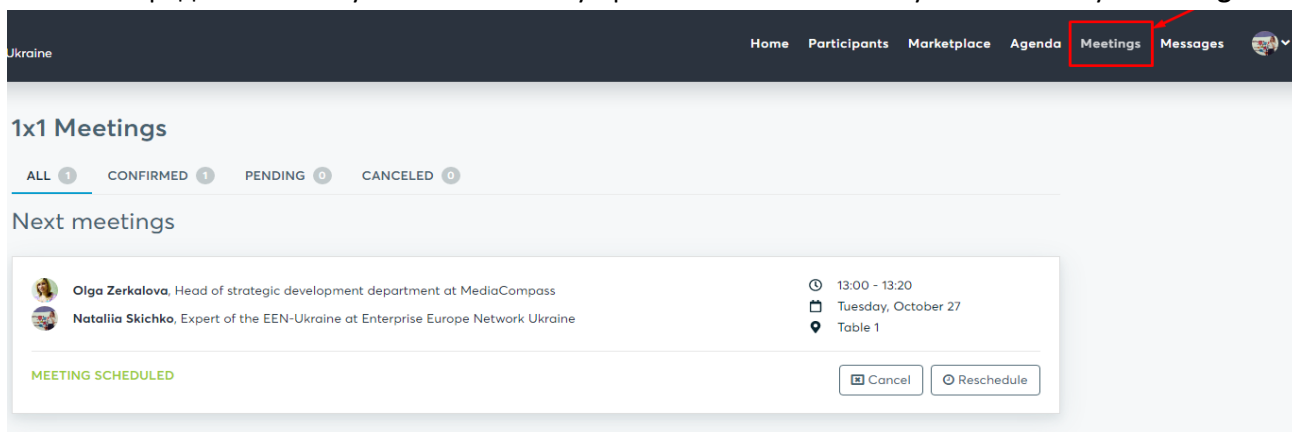 Ukraine
Home Participants Marketplace Agenda Meetings Messages
1x1 Meetings
ALL 1 CONFIRMED 1 PENDING 0 CANCELED 0
Next meetings
Olga Zerkalova, Head of strategic development department at MediaCompass
Nataliia Skichko, Expert of the EEN-Ukraine at Enterprise Europe Network Ukraine
13:00 - 13:20
Tuesday, October 27
Table 1
MEETING SCHEDULED
Cancel Reschedule